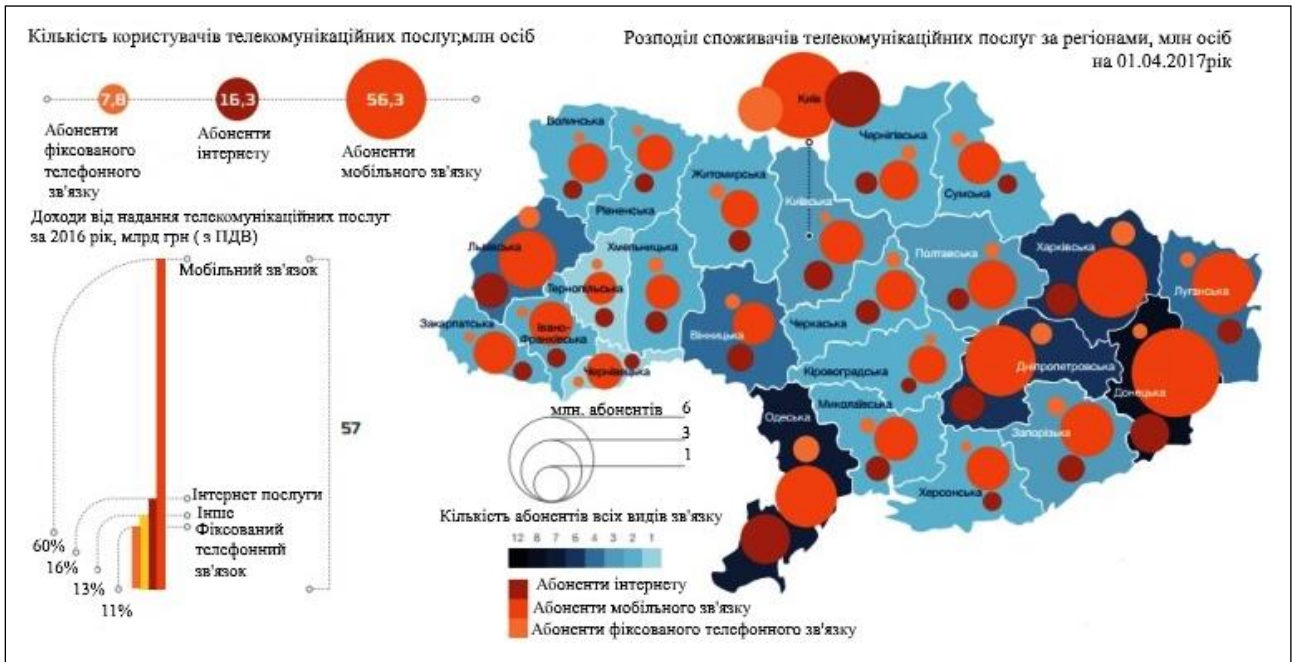 Кількість користувачів телекомунікаційних послуг,млн осіб
7,8
16,3
56,3
Абоненти
фіксованого
телефонного
зв'язку
Абоненти
інтернету
Абоненти
мобільного зв'язку
Доходи від надання телекомунікаційних послуг
за 2016 рік, млрд грн ( з ПДВ)
Мобільний зв'язок
57
Інтернет послуги
Інше
Фіксований
телефонний
зв'язок
60%
16%
13%
11%
Розподіл споживачів телекомунікаційних послуг за регіонами, млн осіб
на 01.04.2017рік
Київ
Волинська
Чернігівська
Житомирська
Київська
Сумська
Рівненська
Львівська
Хмельницька
Полтавська
Харківська
Луганська
Тернопільська
Закарпатська
Івано-
Франківська
Вінницька
Черкаська
Чернівецька
Кіровоградська
Дніпропетровська
Донецька
Одеська
Миколаївська
Запорізька
Херсонська
млн. абонентів
6
3
1
Кількість абонентів всіх видів зв'язку
12 8 7 6 4 3 2 1
Абоненти інтернету
Абоненти мобільного зв'язку
Абоненти фіксованого телефонного зв'язку